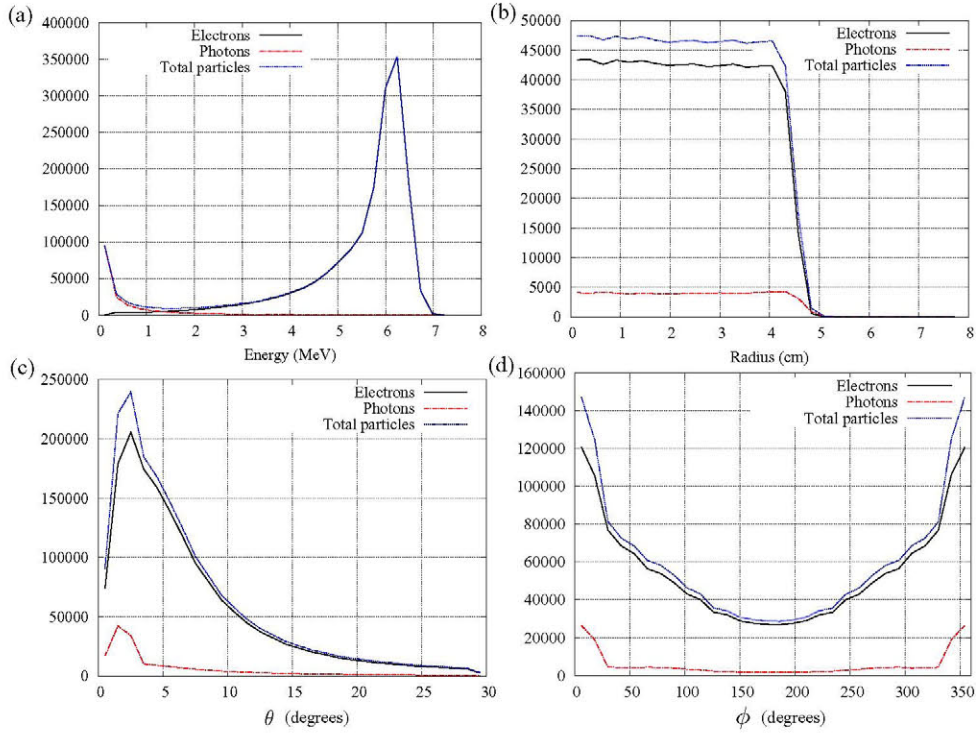 (a)
400000
350000
300000
250000
200000
150000
100000
50000
0
Electrons
Photons
Total particles
0 1 2 3 4 5 6 7 8
Energy (MeV)
(b)
50000
45000
40000
35000
30000
25000
20000
15000
10000
5000
0
Electrons
Photons
Total particles
0 1 2 3 4 5 6 7 8
Radius (cm)
(c)
250000
200000
150000
100000
50000
0
Electrons
Photons
Total particles
0 5 10 15 20 25 30
θ (degrees)
(d)
160000
140000
120000
100000
80000
60000
40000
20000
0
Electrons
Photons
Total particles
0 50 100 150 200 250 300 350
ϕ (degrees)